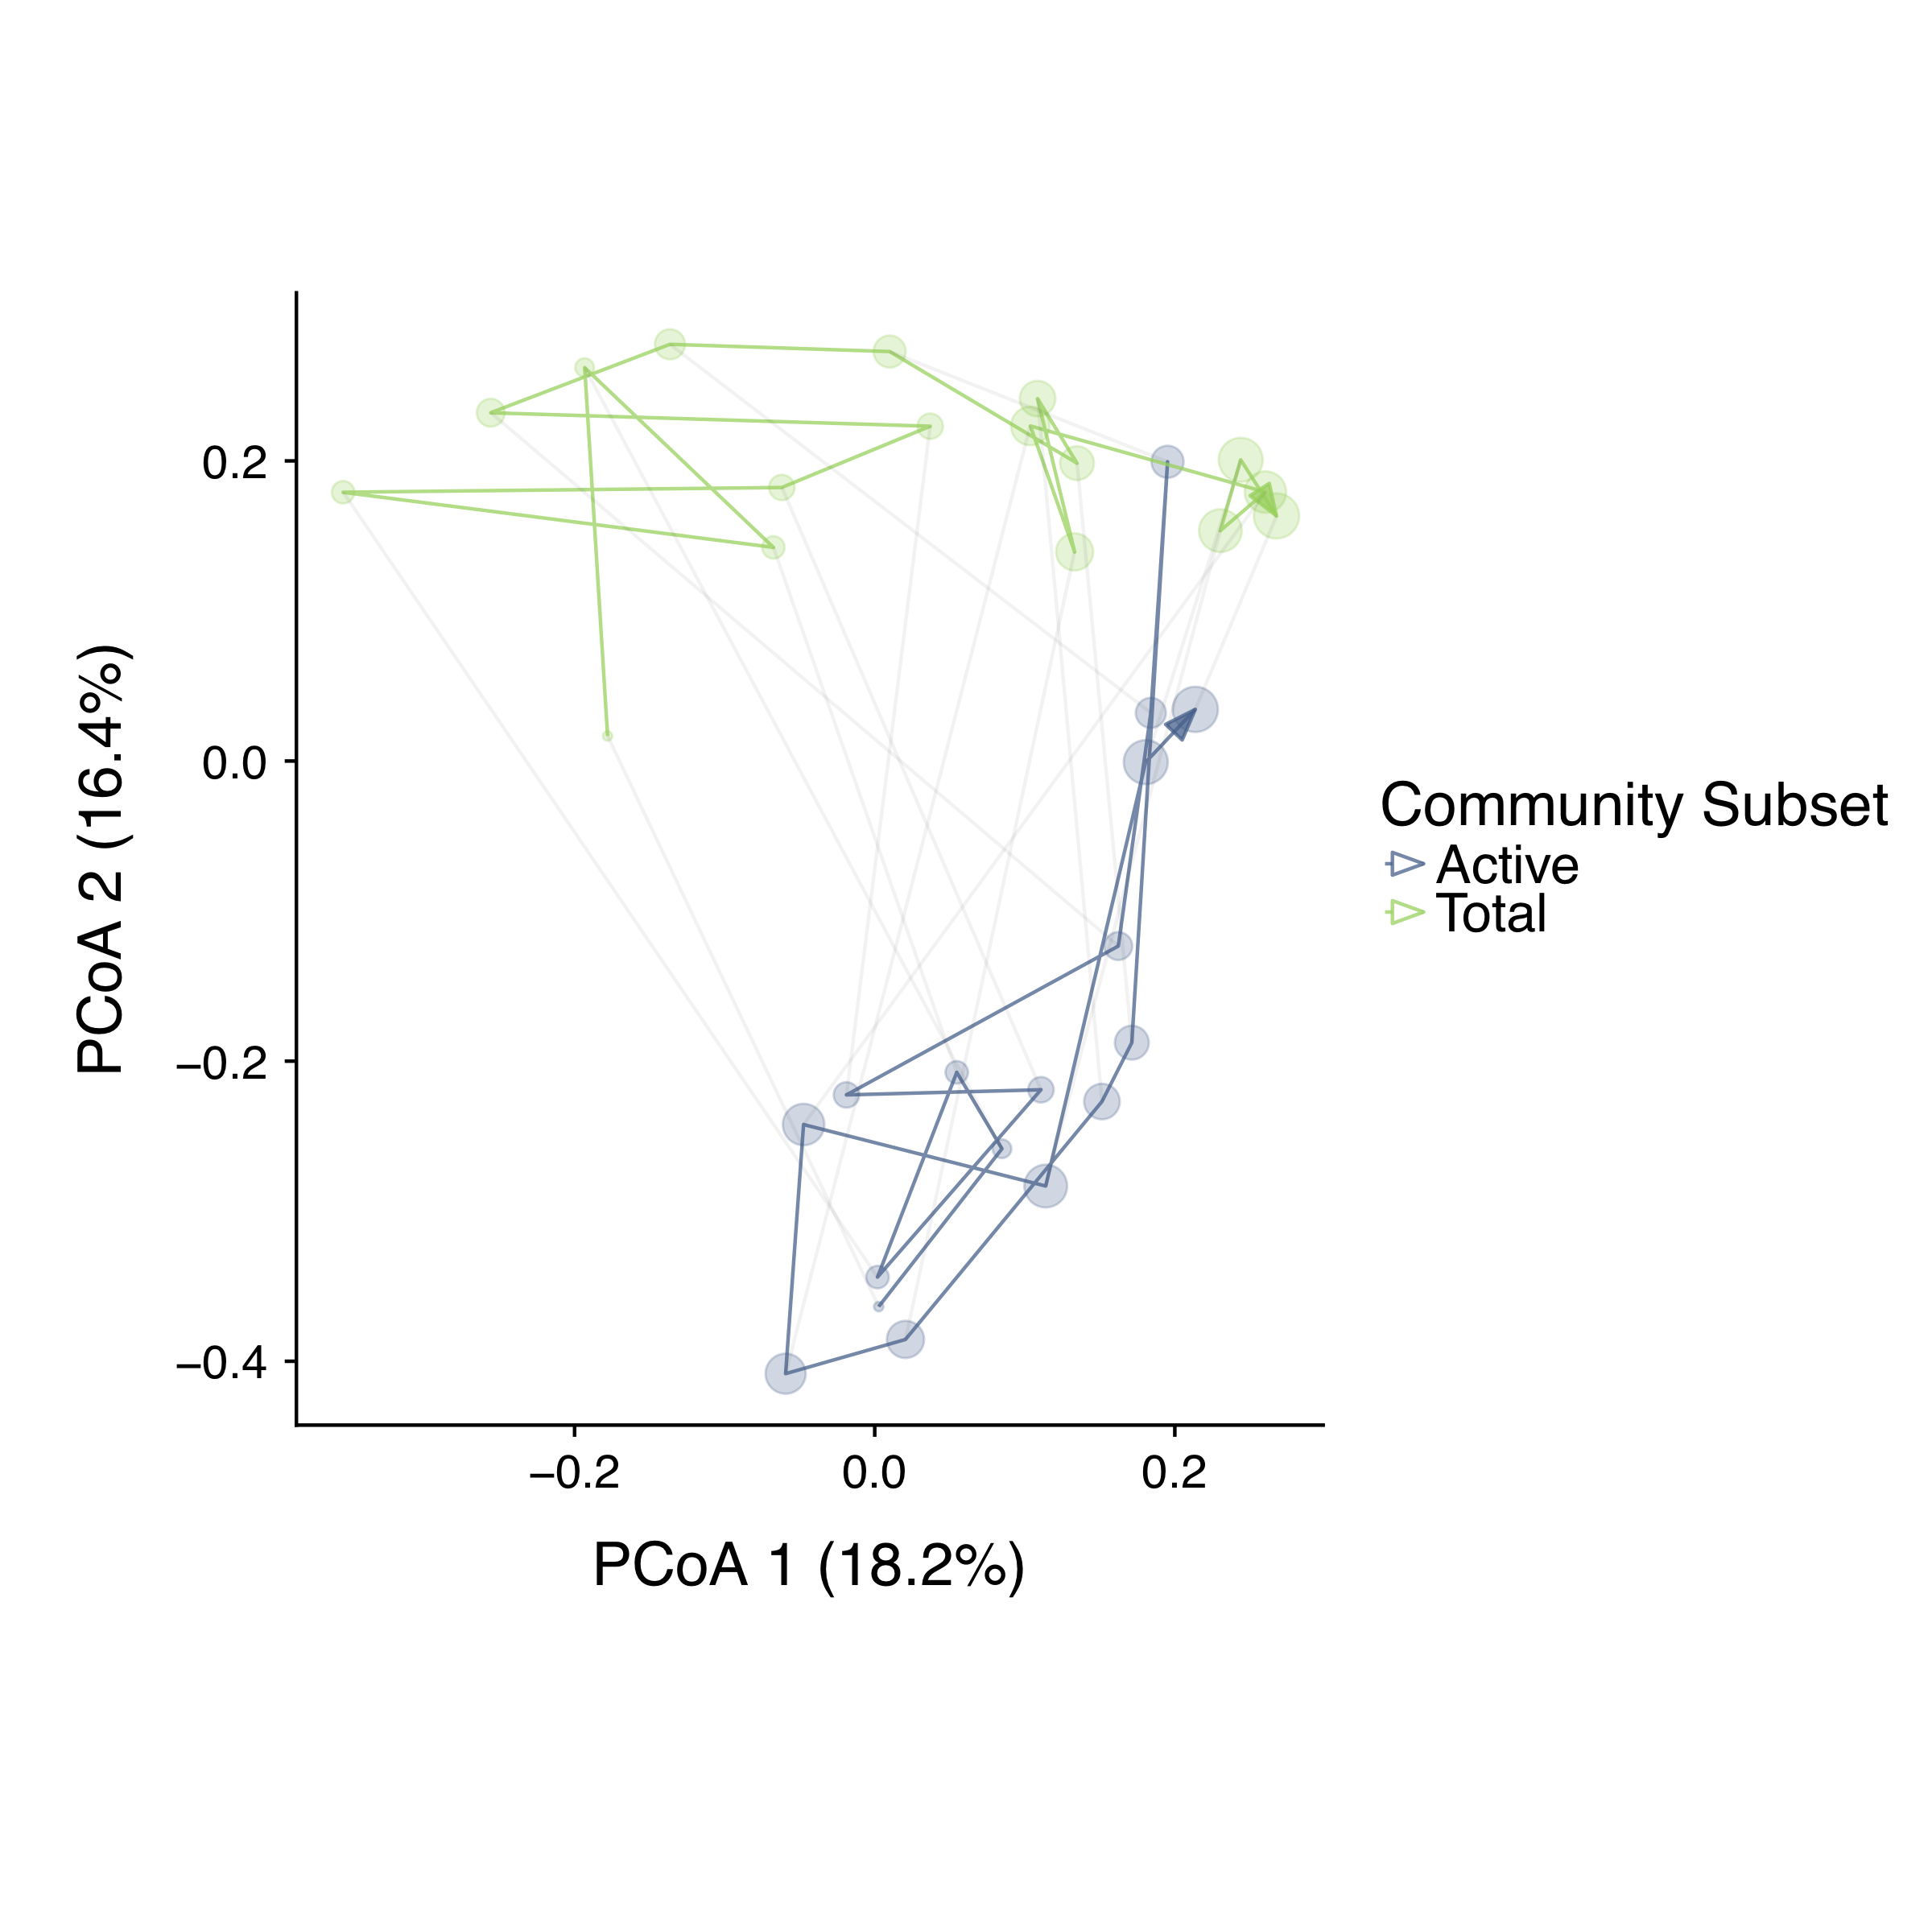 PCoA 2 (16.4%)
0.2
0.0
−0.2
−0.4
−0.2
0.0
0.2
PCoA 1 (18.2%)
Community Subset
Active
Total